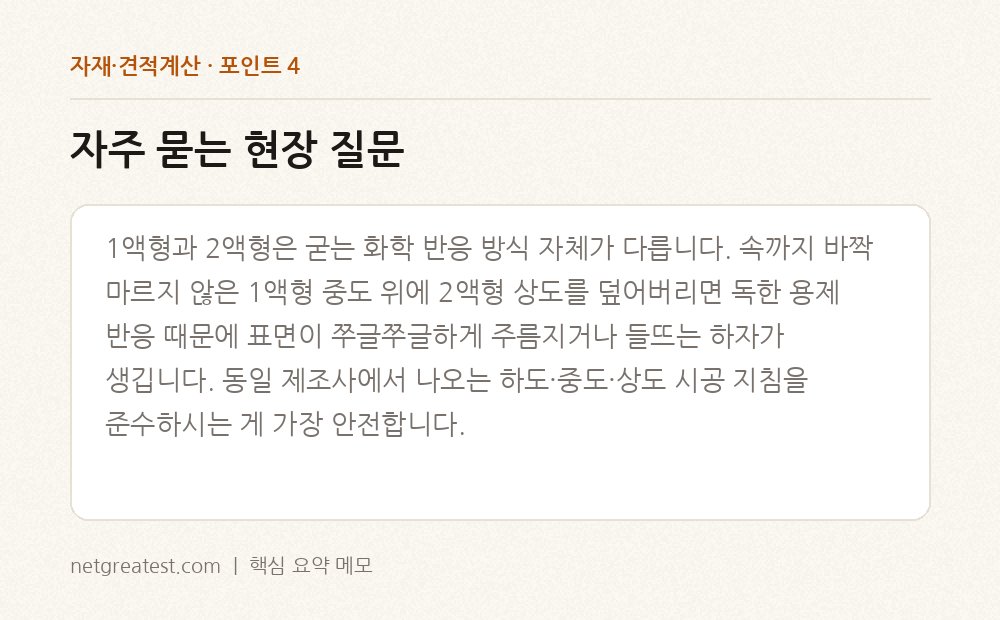 자재·견적계산 · 포인트 4
자주 묻는 현장 질문
1액형과 2액형은 굳는 화학 반응 방식 자체가 다릅니다. 속까지 바짝
마르지 않은 1액형 중도 위에 2액형 상도를 덮어버리면 독한 용제
반응 때문에 표면이 쭈글쭈글하게 주름지거나 들뜨는 하자가
생깁니다. 동일 제조사에서 나오는 하도·중도·상도 시공 지침을
준수하시는 게 가장 안전합니다.
netgreatest.com | 핵심 요약 메모